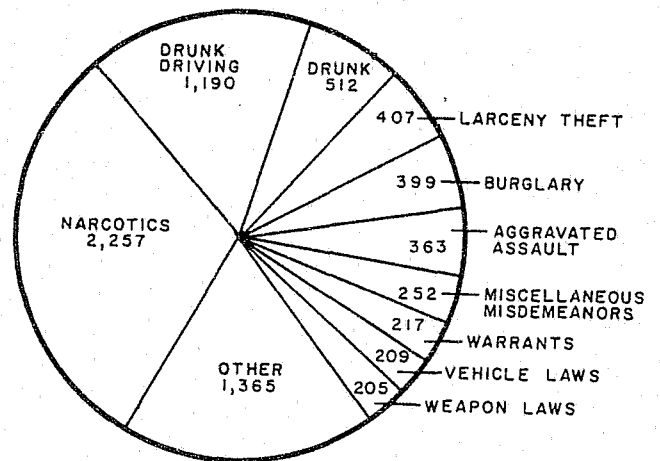 DRUNK
DRIVING
1,190
DRUNK
512
407 LARCENY THEFT
399 BURGLARY
363 AGGRAVATED
ASSAULT
252 MISCELLANEOUS
MISDEMEANORS
217 WARRANTS
209 VEHICLE LAWS
205 WEAPON LAWS
OTHER
1,365
NARCOTICS
2,257